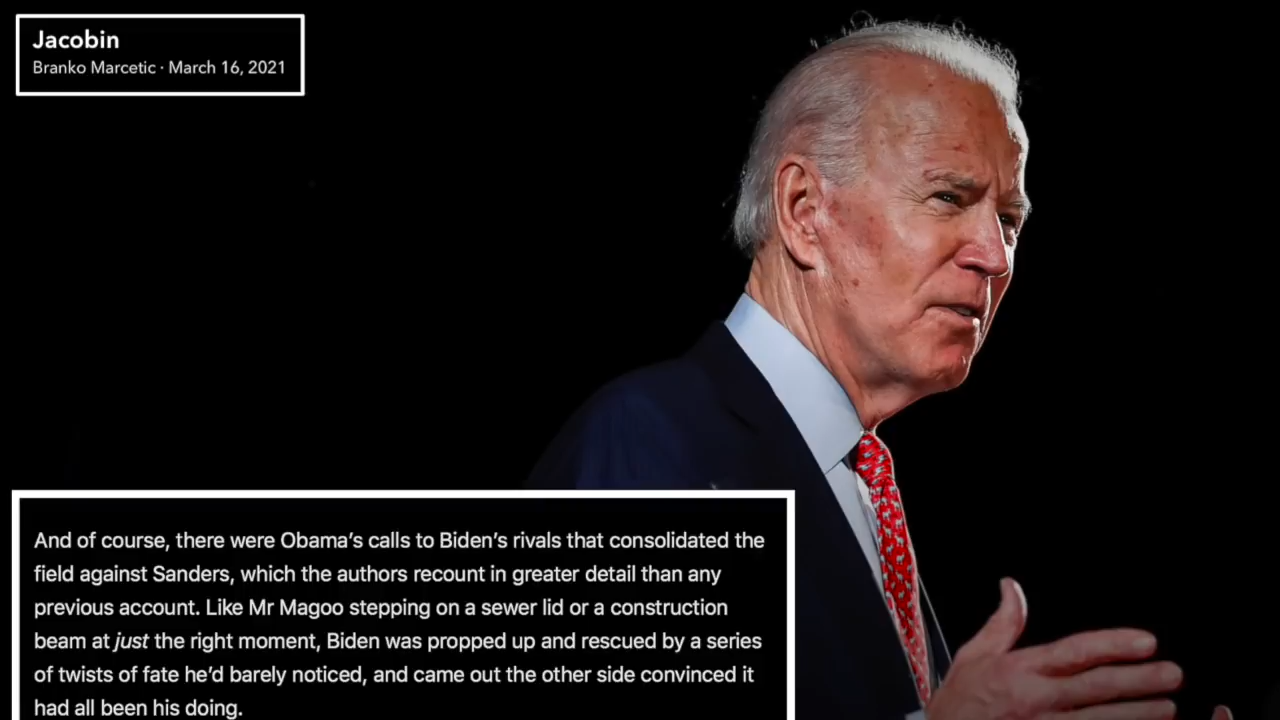 Jacobin
Branko Marcetic · March 16, 2021
And of course, there were Obama’s calls to Biden’s rivals that consolidated the
field against Sanders, which the authors recount in greater detail than any
previous account. Like Mr Magoo stepping on a sewer lid or a construction
beam at just the right moment, Biden was propped up and rescued by a series
of twists of fate he’d barely noticed, and came out the other side convinced it
had all been his doing.